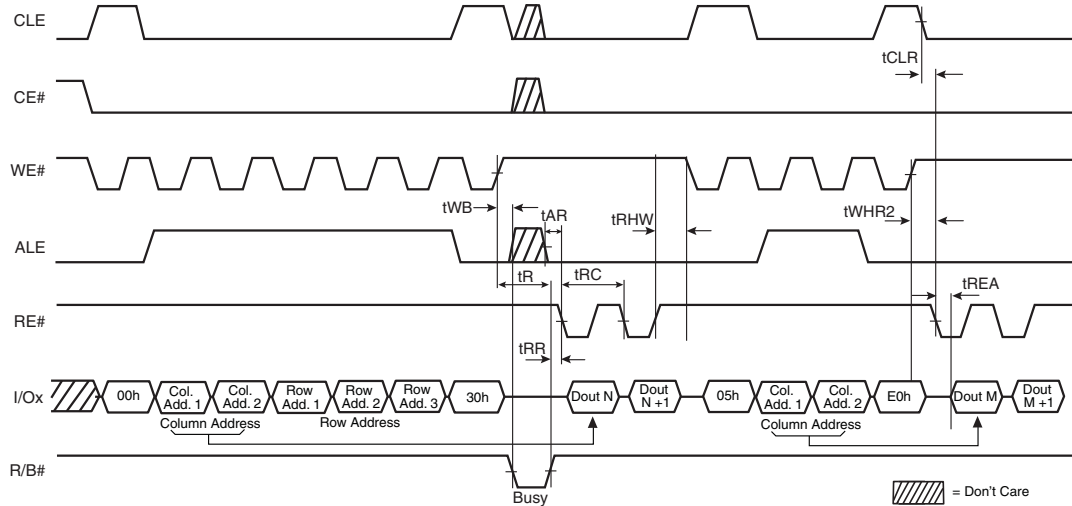 CLE
tCLR
CE#
WE#
tWB
tAR
tRHW
tWHR2
ALE
tR
tRC
tREA
RE#
tRR
I/Ox
00h
Col. Add. 1
Col. Add. 2
Row Add. 1
Row Add. 2
Row Add. 3
30h
Dout N
Dout N +1
05h
Col. Add. 1
Col. Add. 2
E0h
Dout M
Dout M +1
Column Address
Row Address
Column Address
R/B#
Busy
= Don't Care